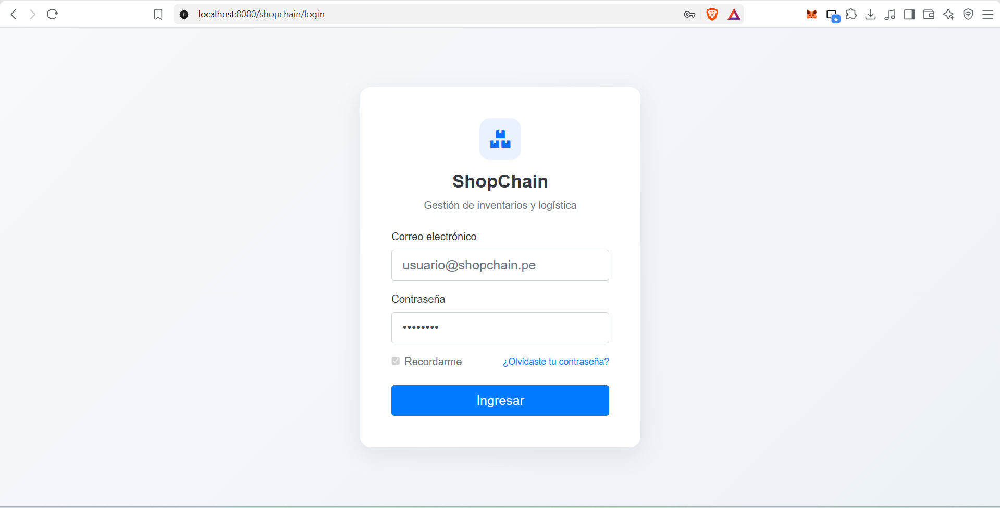 localhost:8080/shopchain/login
ShopChain
Gestión de inventarios y logística
Correo electrónico
usuario@shopchain.pe
Contraseña
••••••••
Recordarme ¿Olvidaste tu contraseña?
Ingresar